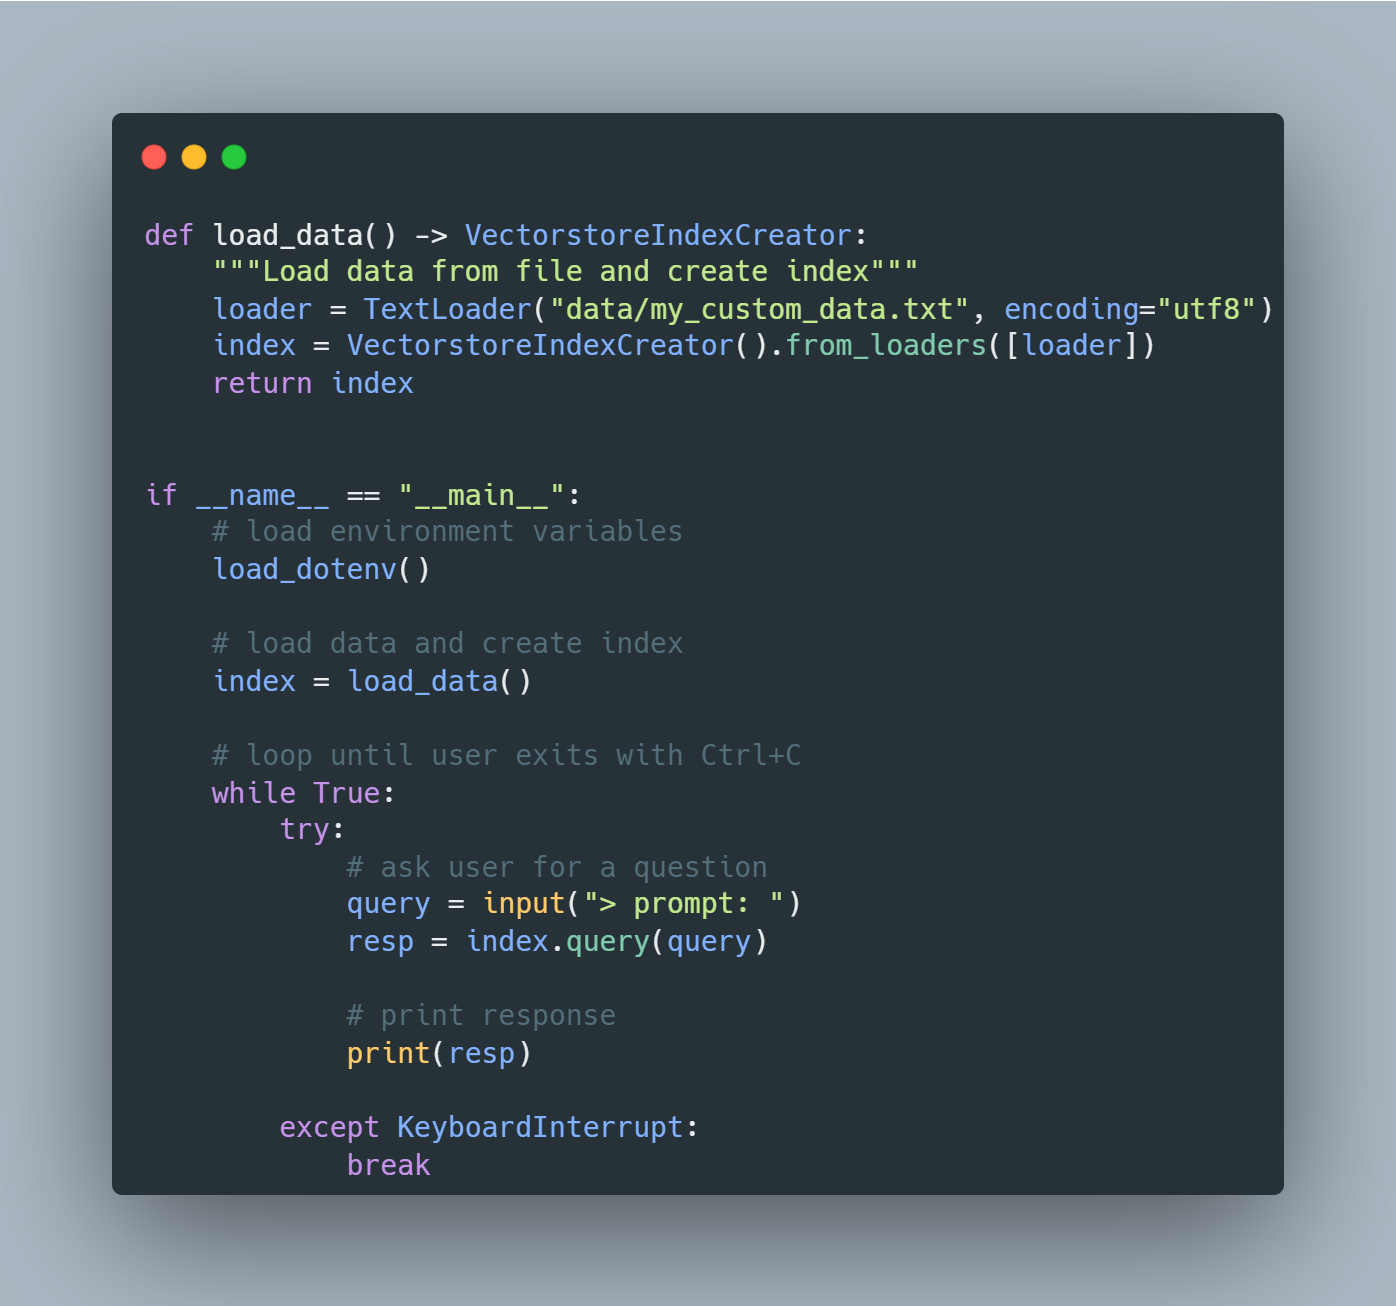 def load_data() -> VectorstoreIndexCreator:
    """Load data from file and create index"""
    loader = TextLoader("data/my_custom_data.txt", encoding="utf8")
    index = VectorstoreIndexCreator().from_loaders([loader])
    return index


if __name__ == "__main__":
    # load environment variables
    load_dotenv()

    # load data and create index
    index = load_data()

    # loop until user exits with Ctrl+C
    while True:
        try:
            # ask user for a question
            query = input("> prompt: ")
            resp = index.query(query)

            # print response
            print(resp)

        except KeyboardInterrupt:
            break